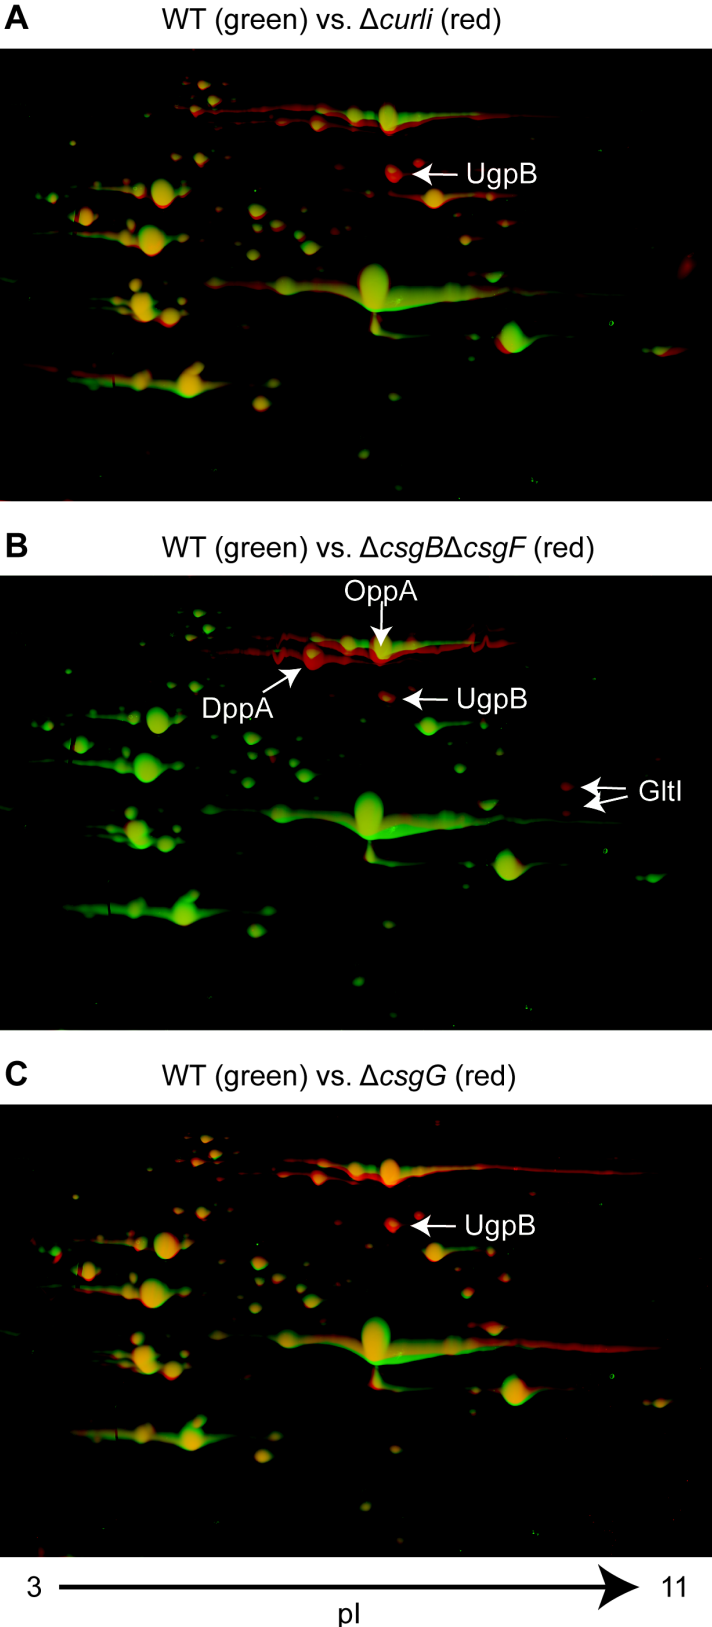 A WT (green) vs. Δcurli (red)
UgpB
B WT (green) vs. ΔcsgBΔcsgF (red)
OppA
DppA
UgpB
GltI
C WT (green) vs. ΔcsgG (red)
UgpB
3 11
pI